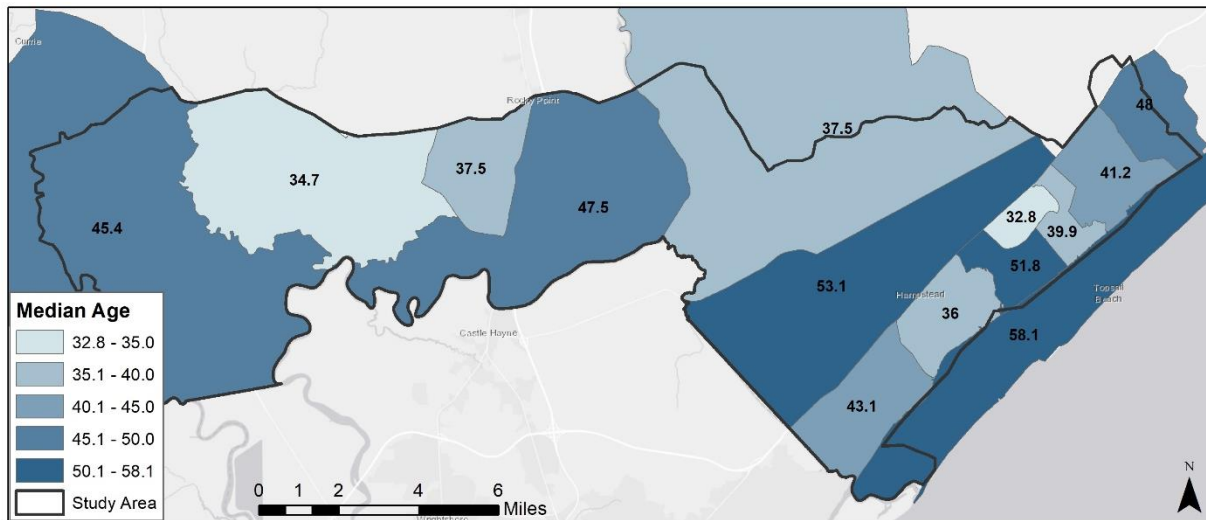 Currie
Rocky Point
48
37.5
41.2
37.5
34.7
32.8
47.5
39.9
45.4
51.8
53.1
Topsail
Beach
Hampstead
36
Median Age
58.1
Castle Hayne
32.8 - 35.0
35.1 - 40.0
43.1
40.1 - 45.0
45.1 - 50.0
50.1 - 58.1
N
0 1 2 4 6
Study Area
Miles